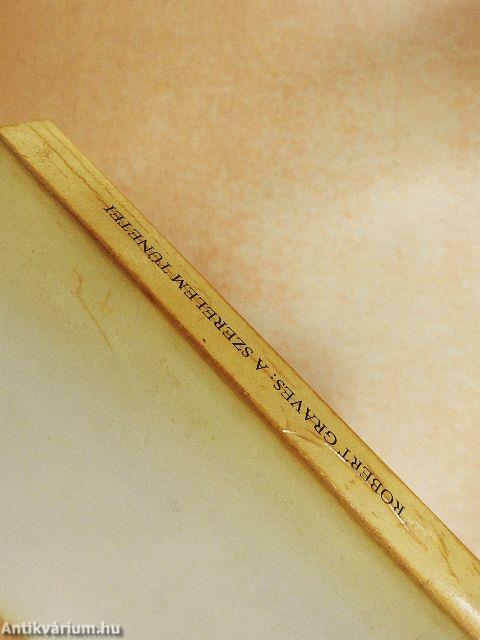 ROBERT GRAVES: A SZERELEM TÜNETEI
Antikvárium.hu